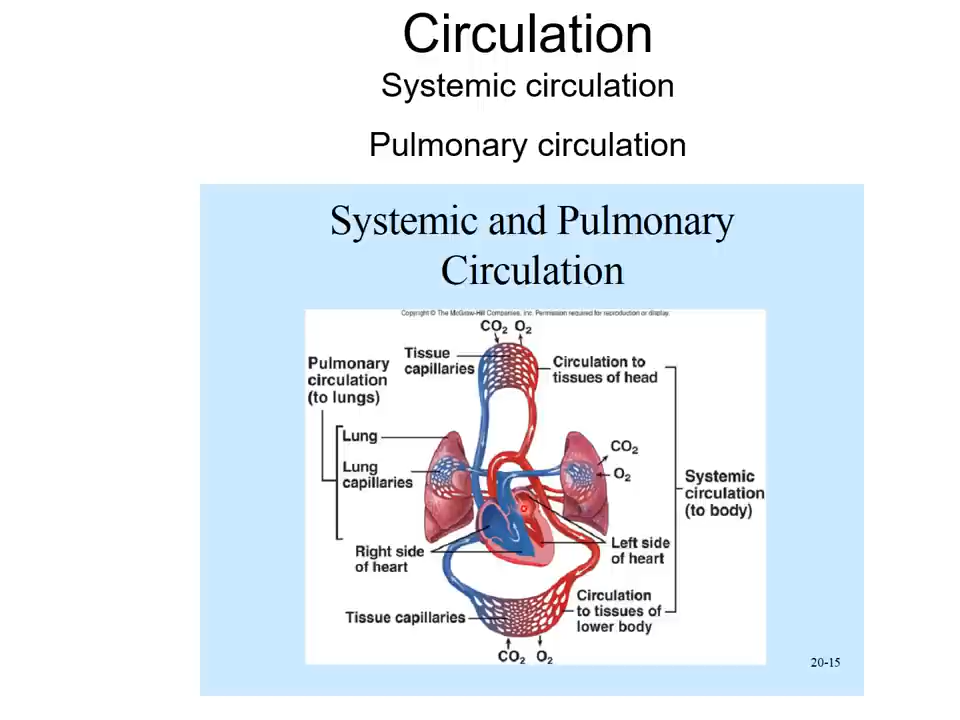 Circulation
Systemic circulation
Pulmonary circulation
Systemic and Pulmonary
Circulation
Copyright © The McGraw-Hill Companies, Inc. Permission required for reproduction or display.
CO₂ O₂
Tissue
capillaries
Circulation to
tissues of head
Pulmonary
circulation
(to lungs)
Lung
Lung
capillaries
CO₂
O₂
Systemic
circulation
(to body)
Right side
of heart
Left side
of heart
Tissue capillaries
Circulation
to tissues of
lower body
CO₂ O₂
20-15